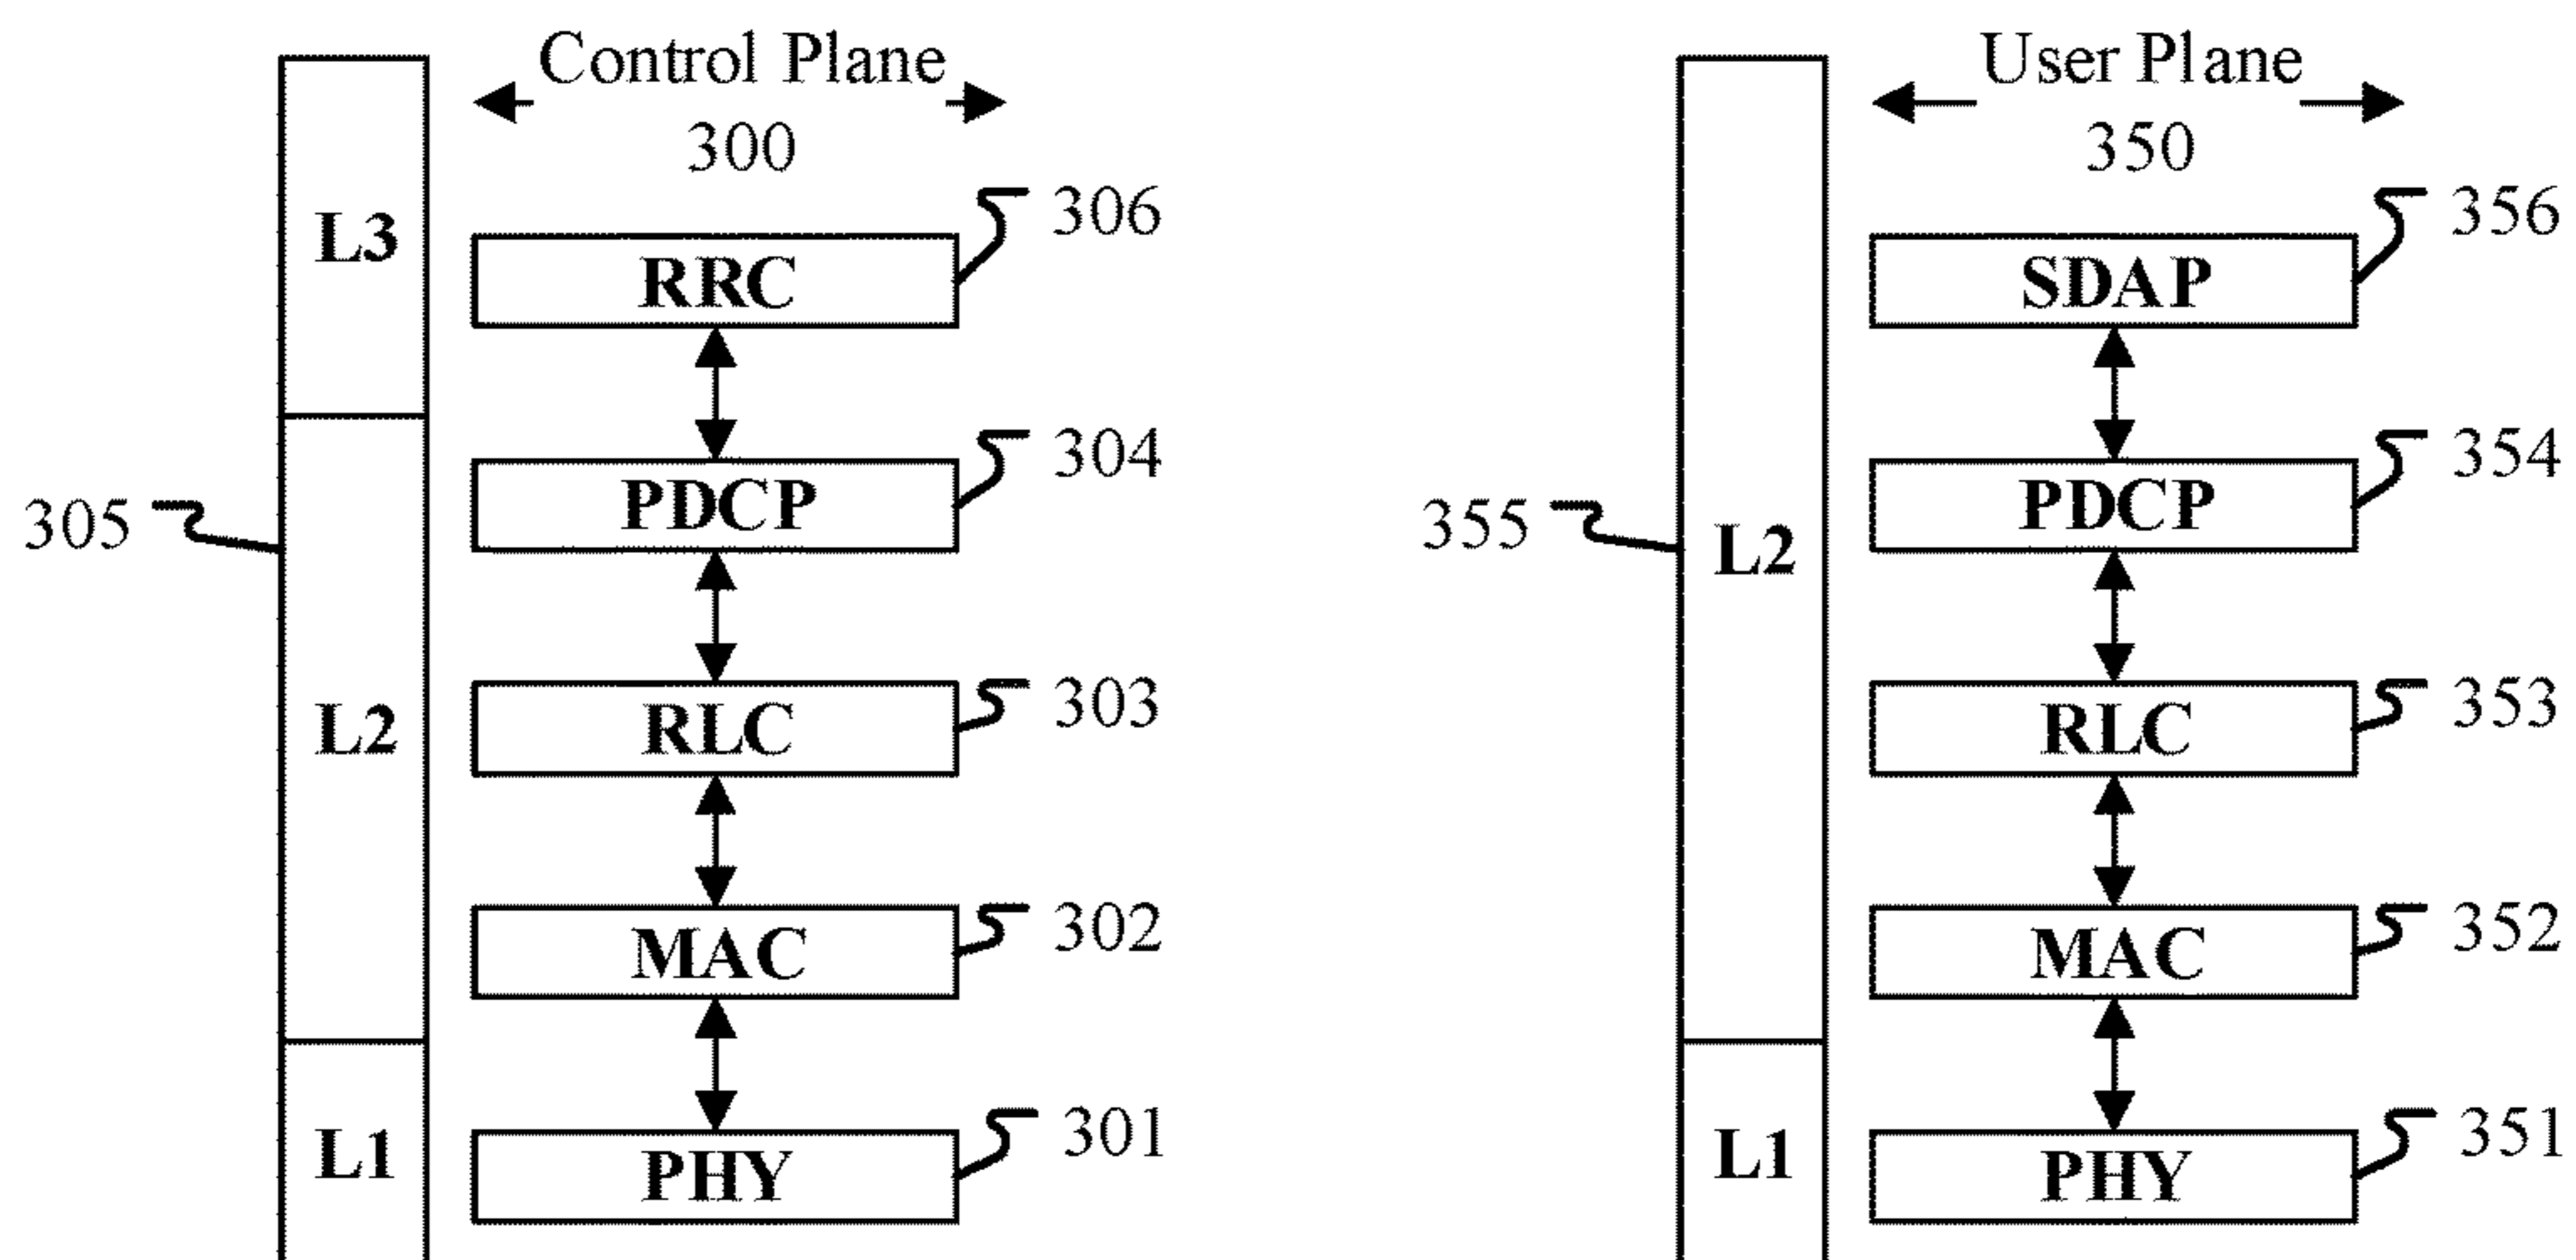 Control Plane
300
L3
RRC
306
305
PDCP
304
L2
RLC
303
MAC
302
L1
PHY
301
User Plane
350
SDAP
356
355
L2
PDCP
354
RLC
353
MAC
352
L1
PHY
351